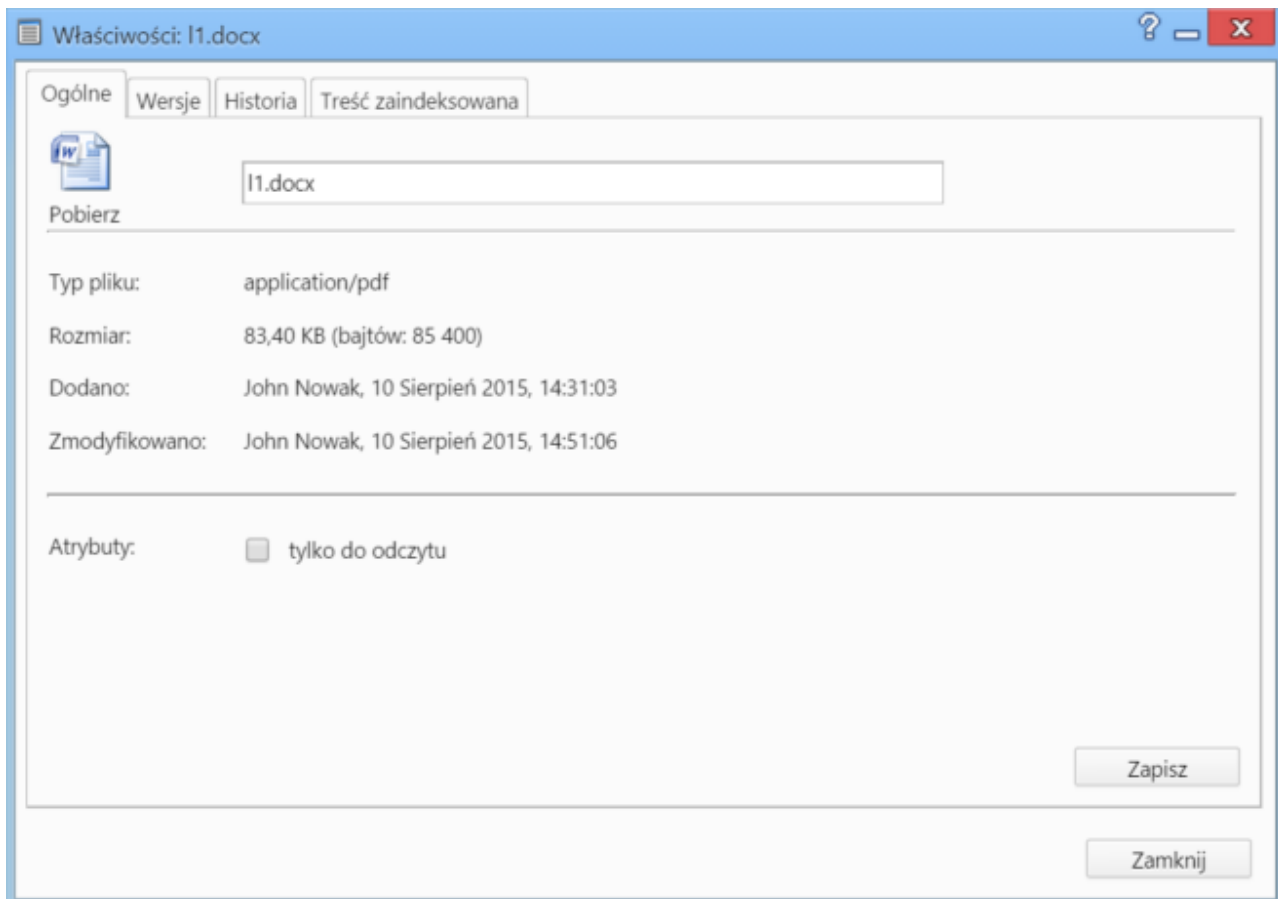 Właściwości: l1.docx
Ogólne Wersje Historia Treść zaindeksowana
l1.docx
Pobierz
Typ pliku: application/pdf
Rozmiar: 83,40 KB (bajtów: 85 400)
Dodano: John Nowak, 10 Sierpień 2015, 14:31:03
Zmodyfikowano: John Nowak, 10 Sierpień 2015, 14:51:06
Atrybuty: tylko do odczytu
Zapisz
Zamknij